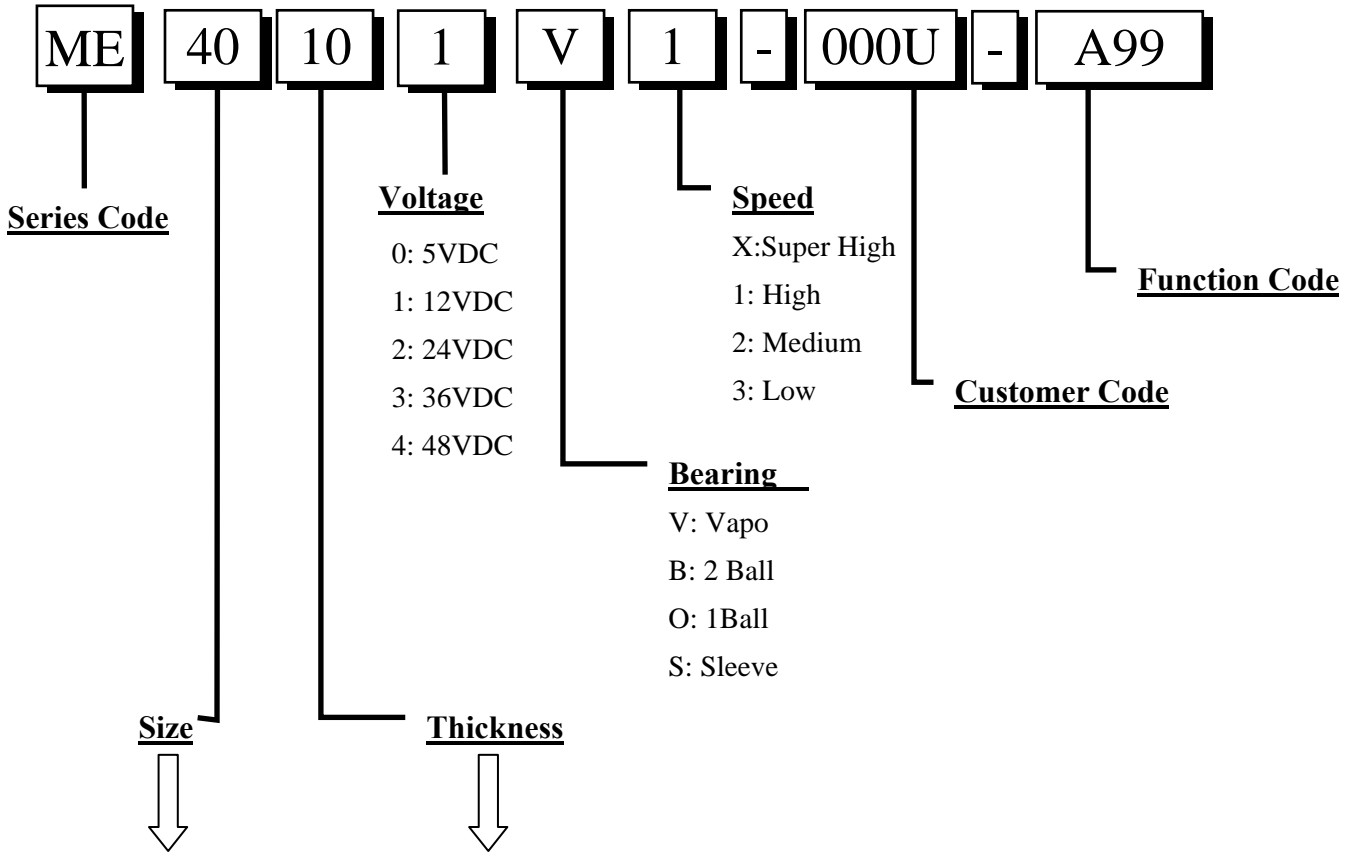 ME 40 10 1 V 1 - 000U - A99
Series Code
Voltage
0: 5VDC
1: 12VDC
2: 24VDC
3: 36VDC
4: 48VDC
Speed
X:Super High
1: High
2: Medium
3: Low
Function Code
Customer Code
Bearing
V: Vapo
B: 2 Ball
O: 1Ball
S: Sleeve
Size
Thickness